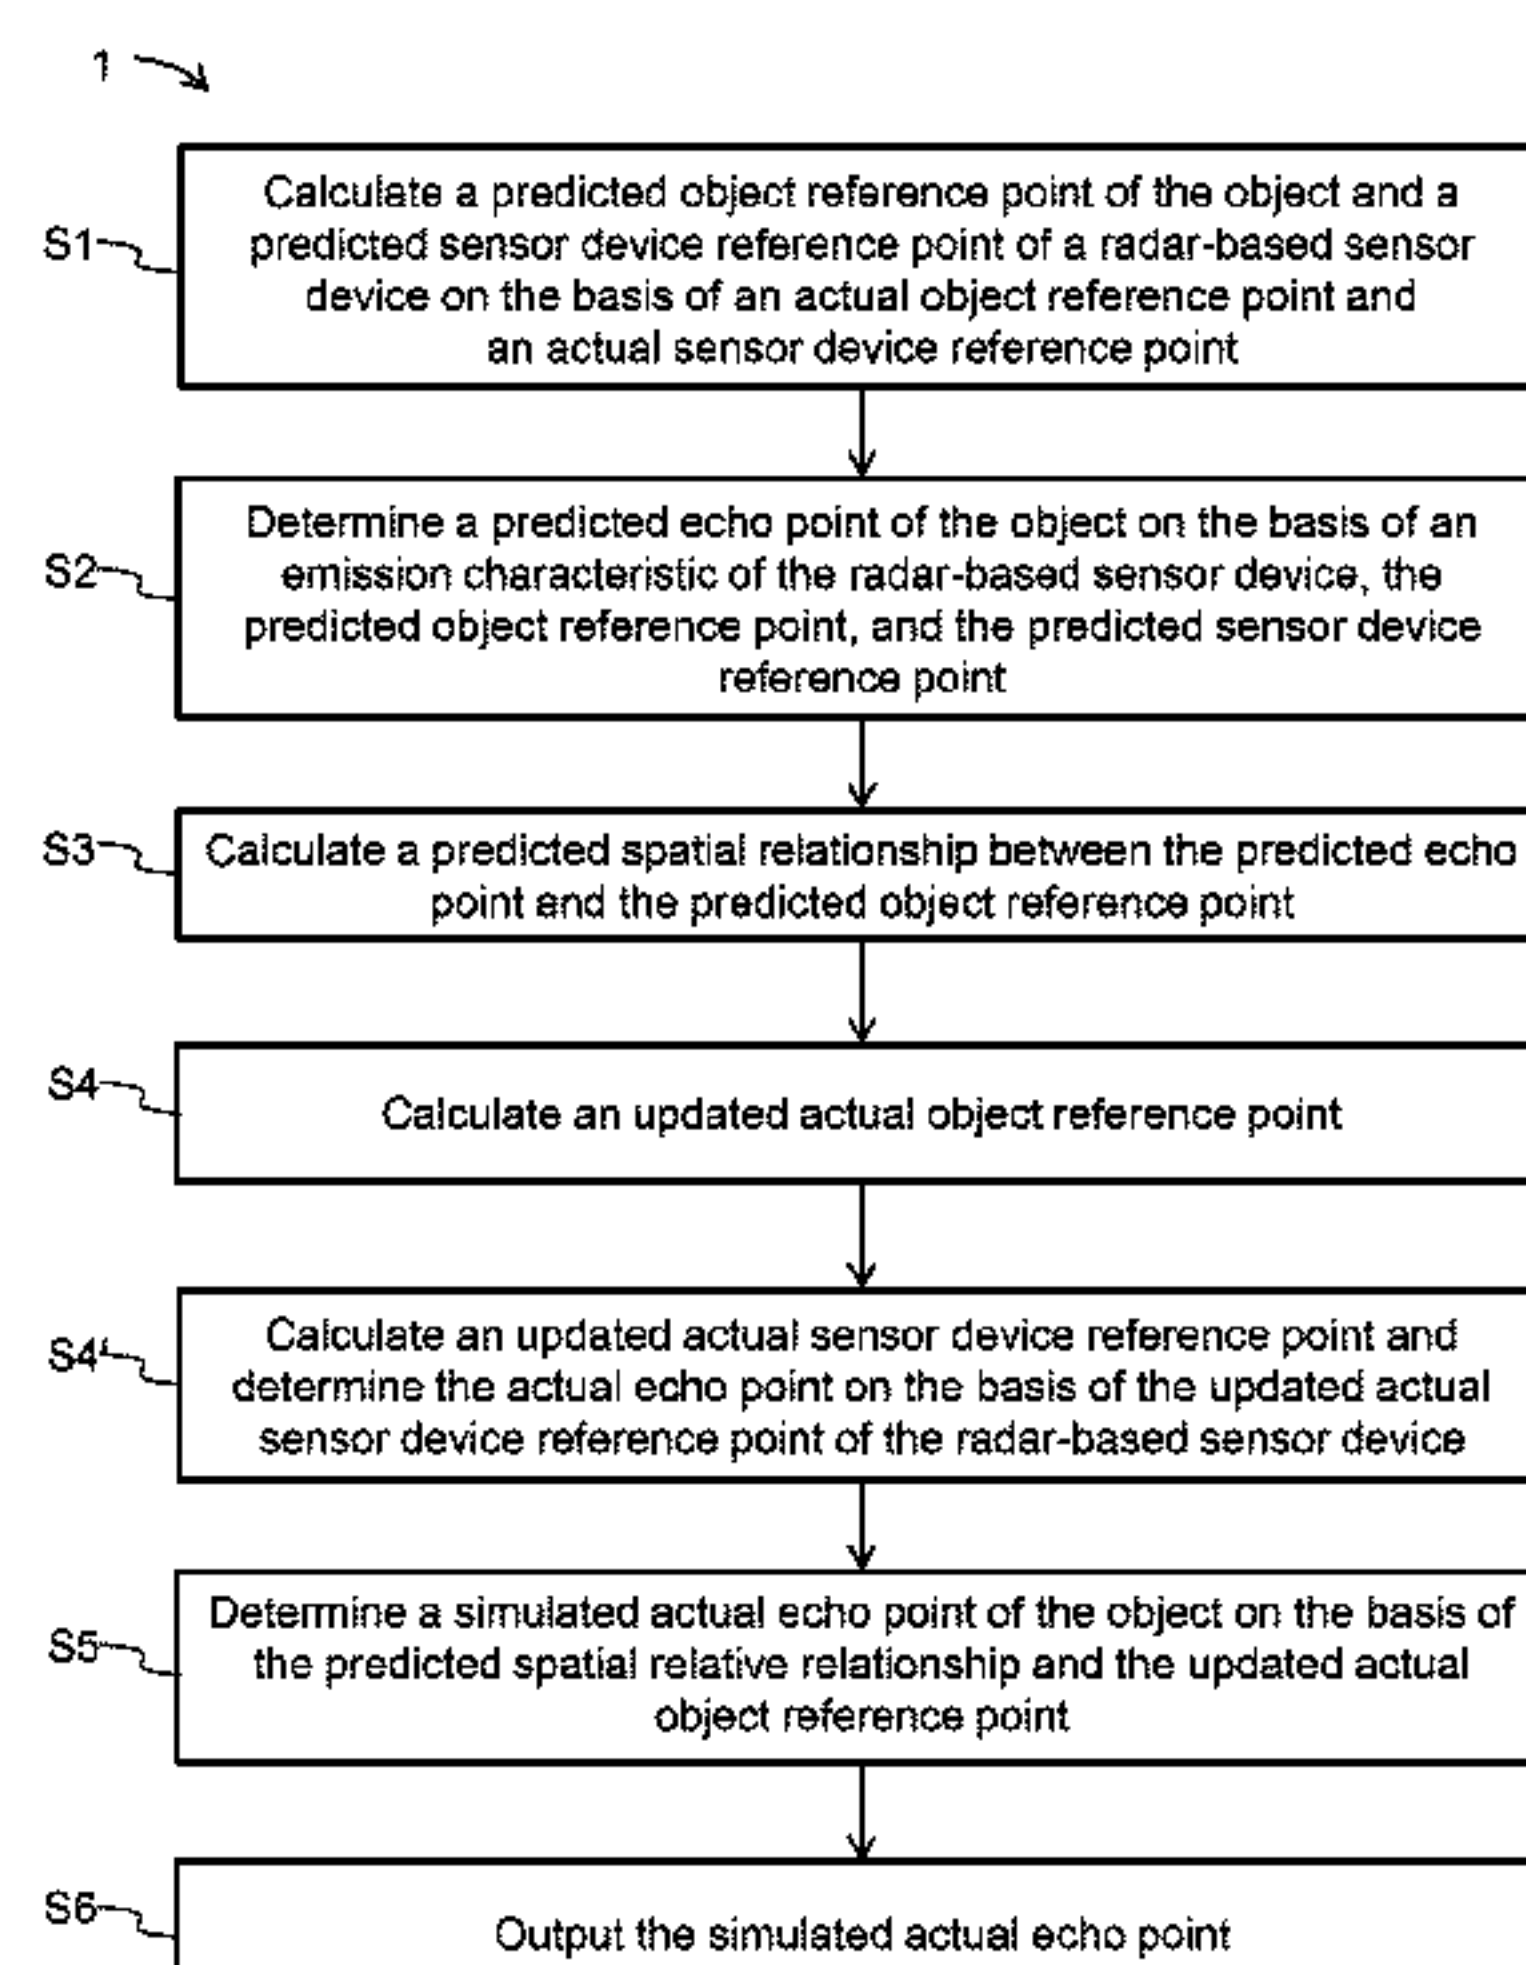 1
S1
Calculate a predicted object reference point of the object and a
predicted sensor device reference point of a radar-based sensor
device on the basis of an actual object reference point and
an actual sensor device reference point
S2
Determine a predicted echo point of the object on the basis of an
emission characteristic of the radar-based sensor device, the
predicted object reference point, and the predicted sensor device
reference point
S3
Calculate a predicted spatial relationship between the predicted echo
point and the predicted object reference point
S4
Calculate an updated actual object reference point
S4'
Calculate an updated actual sensor device reference point and
determine the actual echo point on the basis of the updated actual
sensor device reference point of the radar-based sensor device
S5
Determine a simulated actual echo point of the object on the basis of
the predicted spatial relative relationship and the updated actual
object reference point
S6
Output the simulated actual echo point